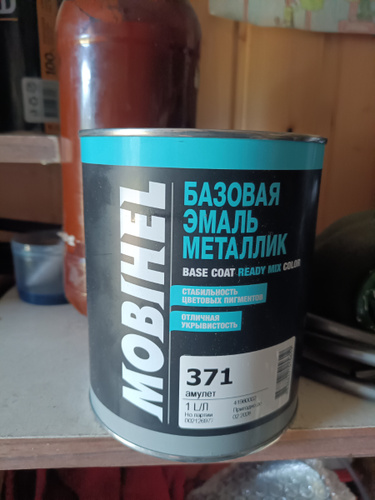 MOBIHEL
БАЗОВАЯ
ЭМАЛЬ
МЕТАЛЛИК
BASE COAT READY MIX COLOR
СТАБИЛЬНОСТЬ
ЦВЕТОВЫХ ПИГМЕНТОВ
ОТЛИЧНАЯ
УКРЫВИСТОСТЬ
371
амулет
1 L/Л